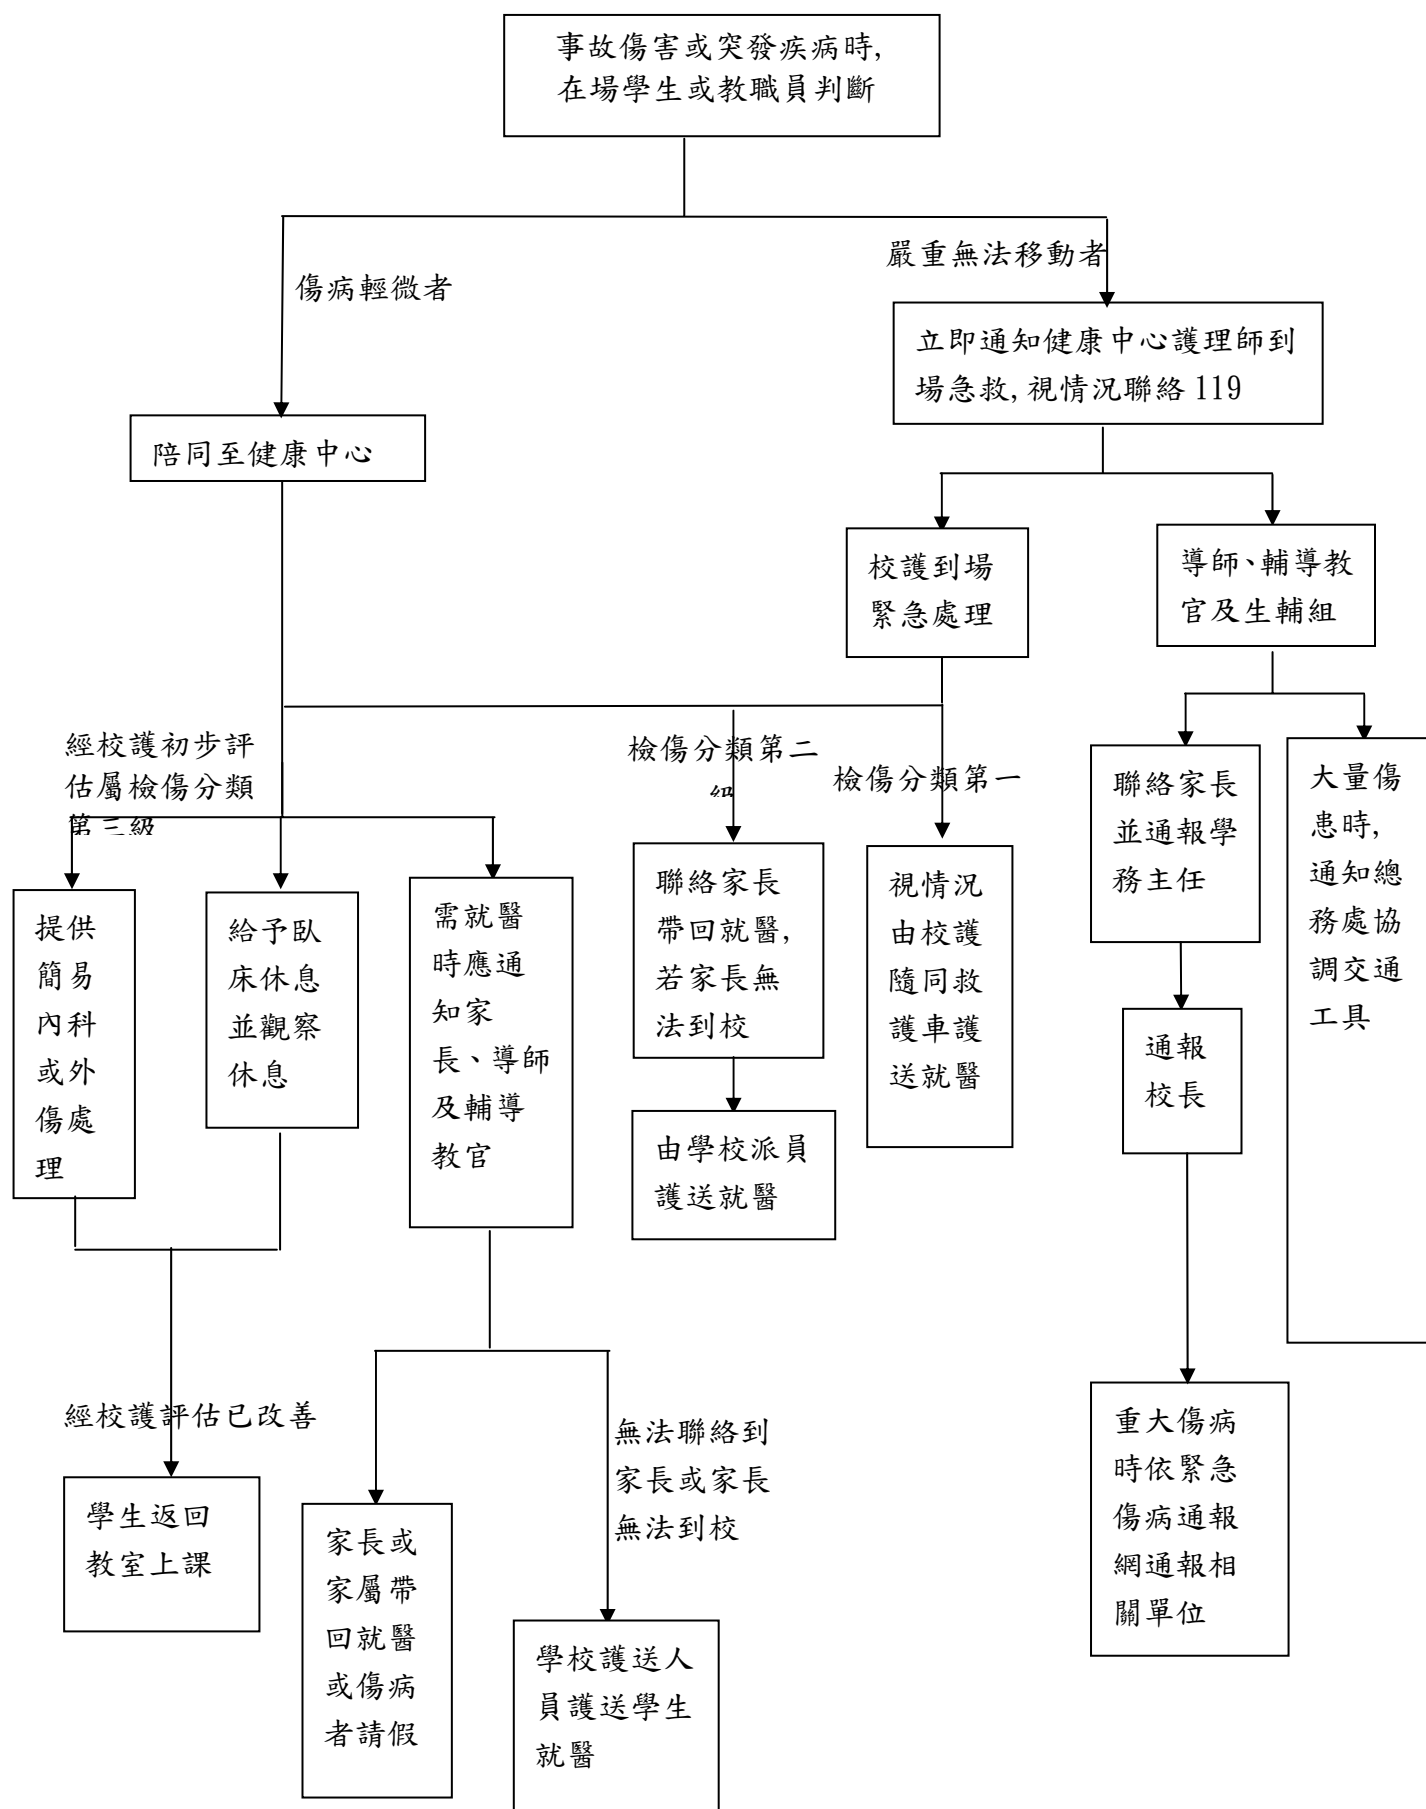 事故傷害或突發疾病時,
在場學生或教職員判斷
傷病輕微者
嚴重無法移動者
立即通知健康中心護理師到
場急救,視情況聯絡 119
陪同至健康中心
校護到場
緊急處理
導師、輔導教
官及生輔組
經校護初步評
估屬檢傷分類
第三級
檢傷分類第二
檢傷分類第一
提供
簡易
內科
或外
傷處
理
給予臥
床休息
並觀察
休息
需就醫
時應通
知家
長、導師
及輔導
教官
聯絡家長
帶回就醫,
若家長無
法到校
由學校派員
護送就醫
視情況
由校護
隨同救
護車護
送就醫
聯絡家長
並通報學
務主任
通報
校長
大量傷
患時,
通知總
務處協
調交通
工具
經校護評估已改善
學生返回
教室上課
家長或
家屬帶
回就醫
或傷病
者請假
無法聯絡到
家長或家長
無法到校
學校護送人
員護送學生
就醫
重大傷病
時依緊急
傷病通報
網通報相
關單位